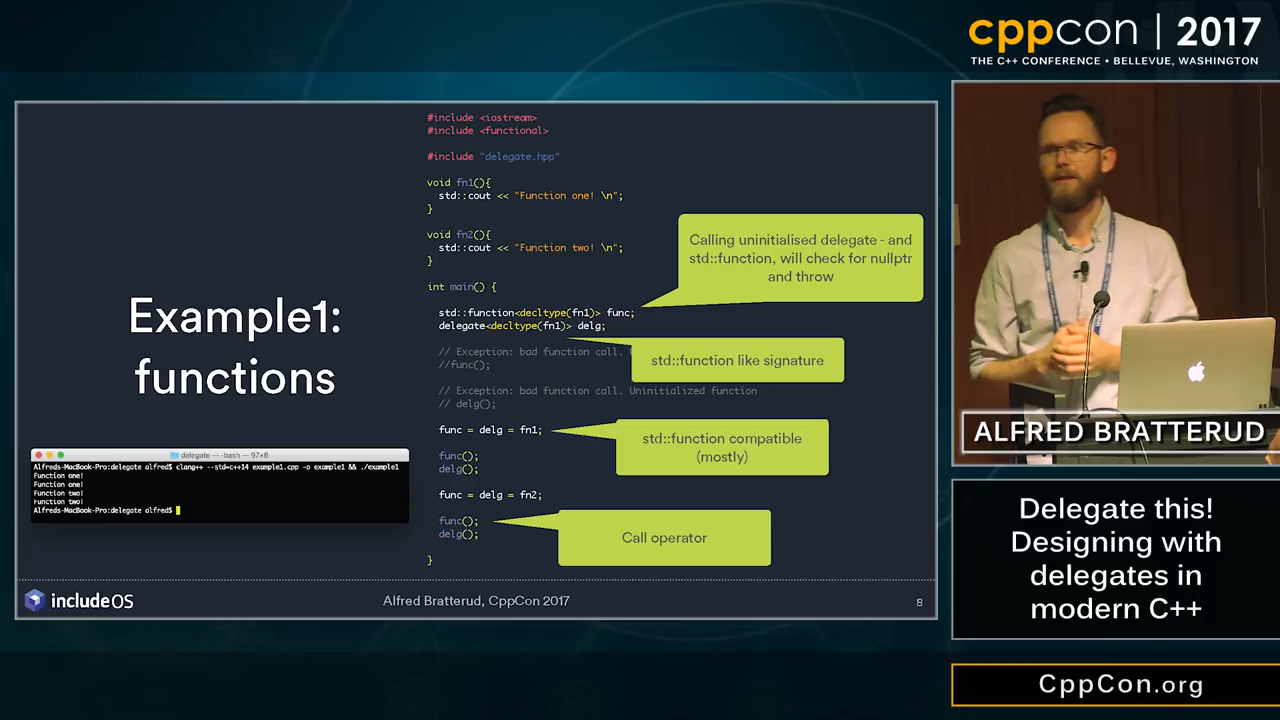 cppcon | 2017
THE C++ CONFERENCE • BELLEVUE, WASHINGTON
Example1:
functions
#include <iostream>
#include <functional>
#include "delegate.hpp"
void fn1(){
std::cout << "Function one! \n";
}
void fn2(){
std::cout << "Function two! \n";
}
int main() {
std::function<decltype(fn1)> func;
delegate<decltype(fn1)> delg;
// Exception: bad function call.
//func();
// Exception: bad function call. Uninitialized function
// delg();
func = delg = fn1;
func();
delg();
func = delg = fn2;
func();
delg();
}
Calling uninitialised delegate - and
std::function, will check for nullptr
and throw
std::function like signature
std::function compatible
(mostly)
Call operator
delegate — -bash — 97×6
Alfreds-MacBook-Pro:delegate alfred$ clang++ --std=c++14 example1.cpp -o example1 && ./example1
Function one!
Function one!
Function two!
Function two!
Alfreds-MacBook-Pro:delegate alfred$
includeOS
Alfred Bratterud, CppCon 2017
8
ALFRED BRATTERUD
Delegate this!
Designing with
delegates in
modern C++
CppCon.org